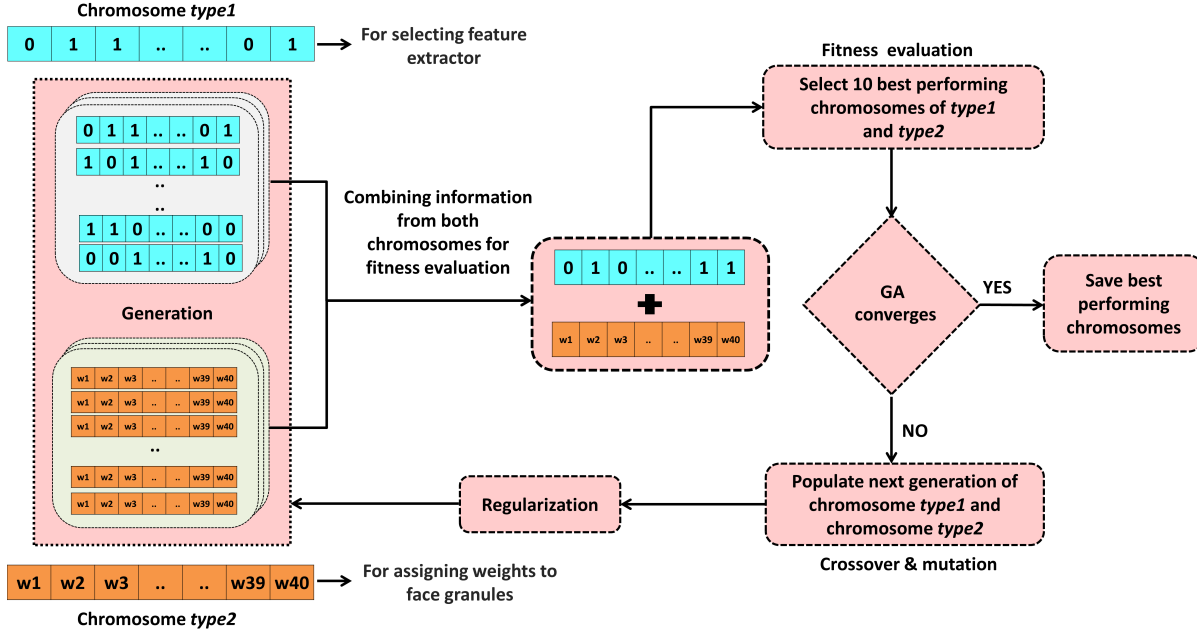 Chromosome type1
0 1 1 .. .. 0 1
For selecting feature
extractor
0 1 1 .. .. 0 1
1 0 1 .. .. 1 0
..
..
1 1 0 .. .. 0 0
0 0 1 .. .. 1 0
Generation
w1 w2 w3 .. .. w39 w40
w1 w2 w3 .. .. w39 w40
w1 w2 w3 .. .. w39 w40
..
w1 w2 w3 .. .. w39 w40
w1 w2 w3 .. .. w39 w40
w1 w2 w3 .. .. w39 w40
Chromosome type2
For assigning weights to
face granules
Combining information
from both
chromosomes for
fitness evaluation
0 1 0 .. .. 1 1
+
w1 w2 w3 .. .. w39 w40
Fitness evaluation
Select 10 best performing
chromosomes of type1
and type2
GA
converges
YES
Save best
performing
chromosomes
NO
Populate next generation of
chromosome type1 and
chromosome type2
Crossover & mutation
Regularization